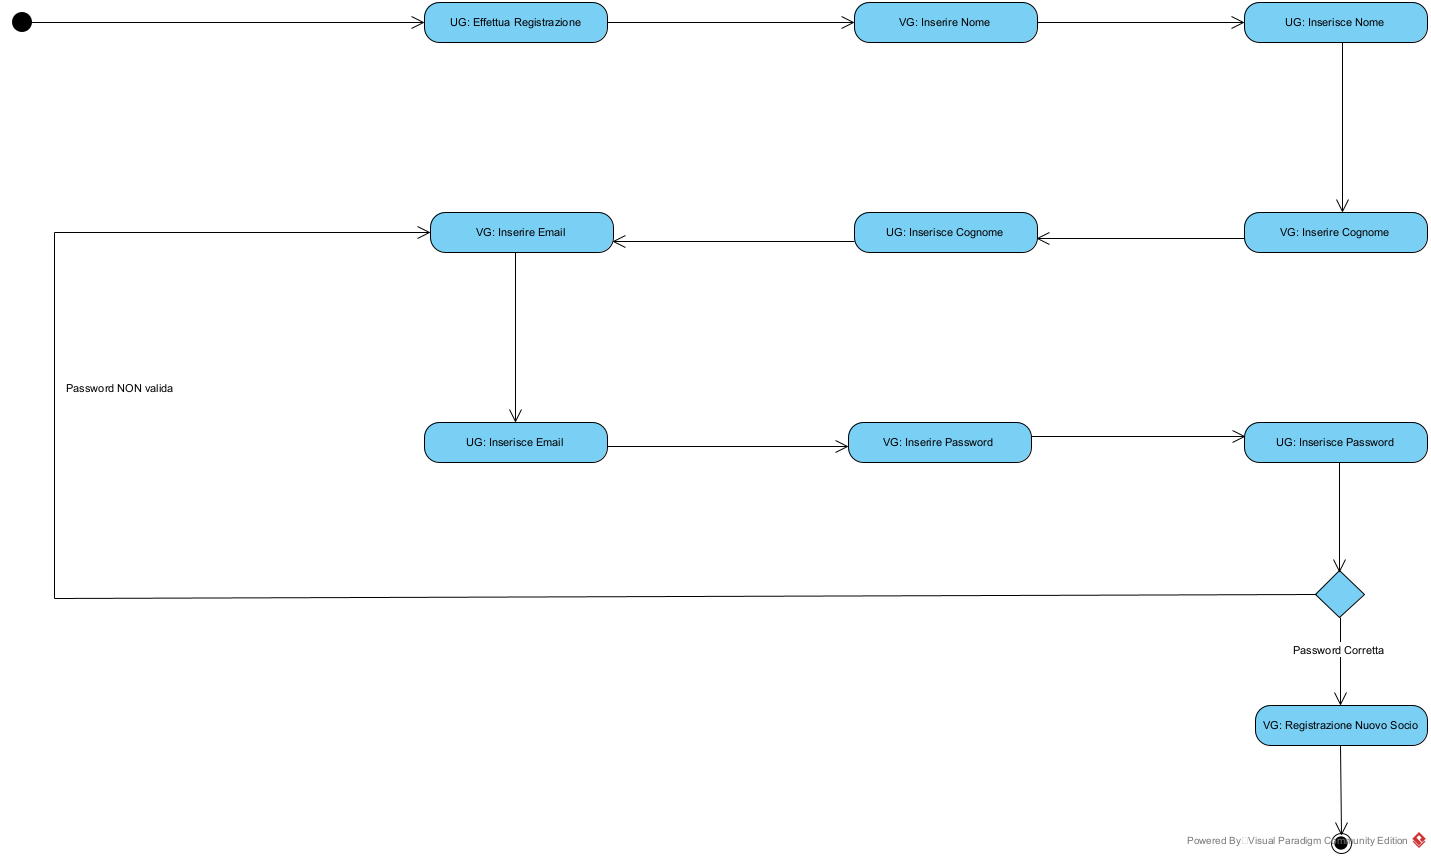 UG: Effettua Registrazione
VG: Inserire Nome
UG: Inserisce Nome
VG: Inserire Email
UG: Inserisce Cognome
VG: Inserire Cognome
Password NON valida
UG: Inserisce Email
VG: Inserire Password
UG: Inserisce Password
Password Corretta
VG: Registrazione Nuovo Socio
Powered By Visual Paradigm Community Edition